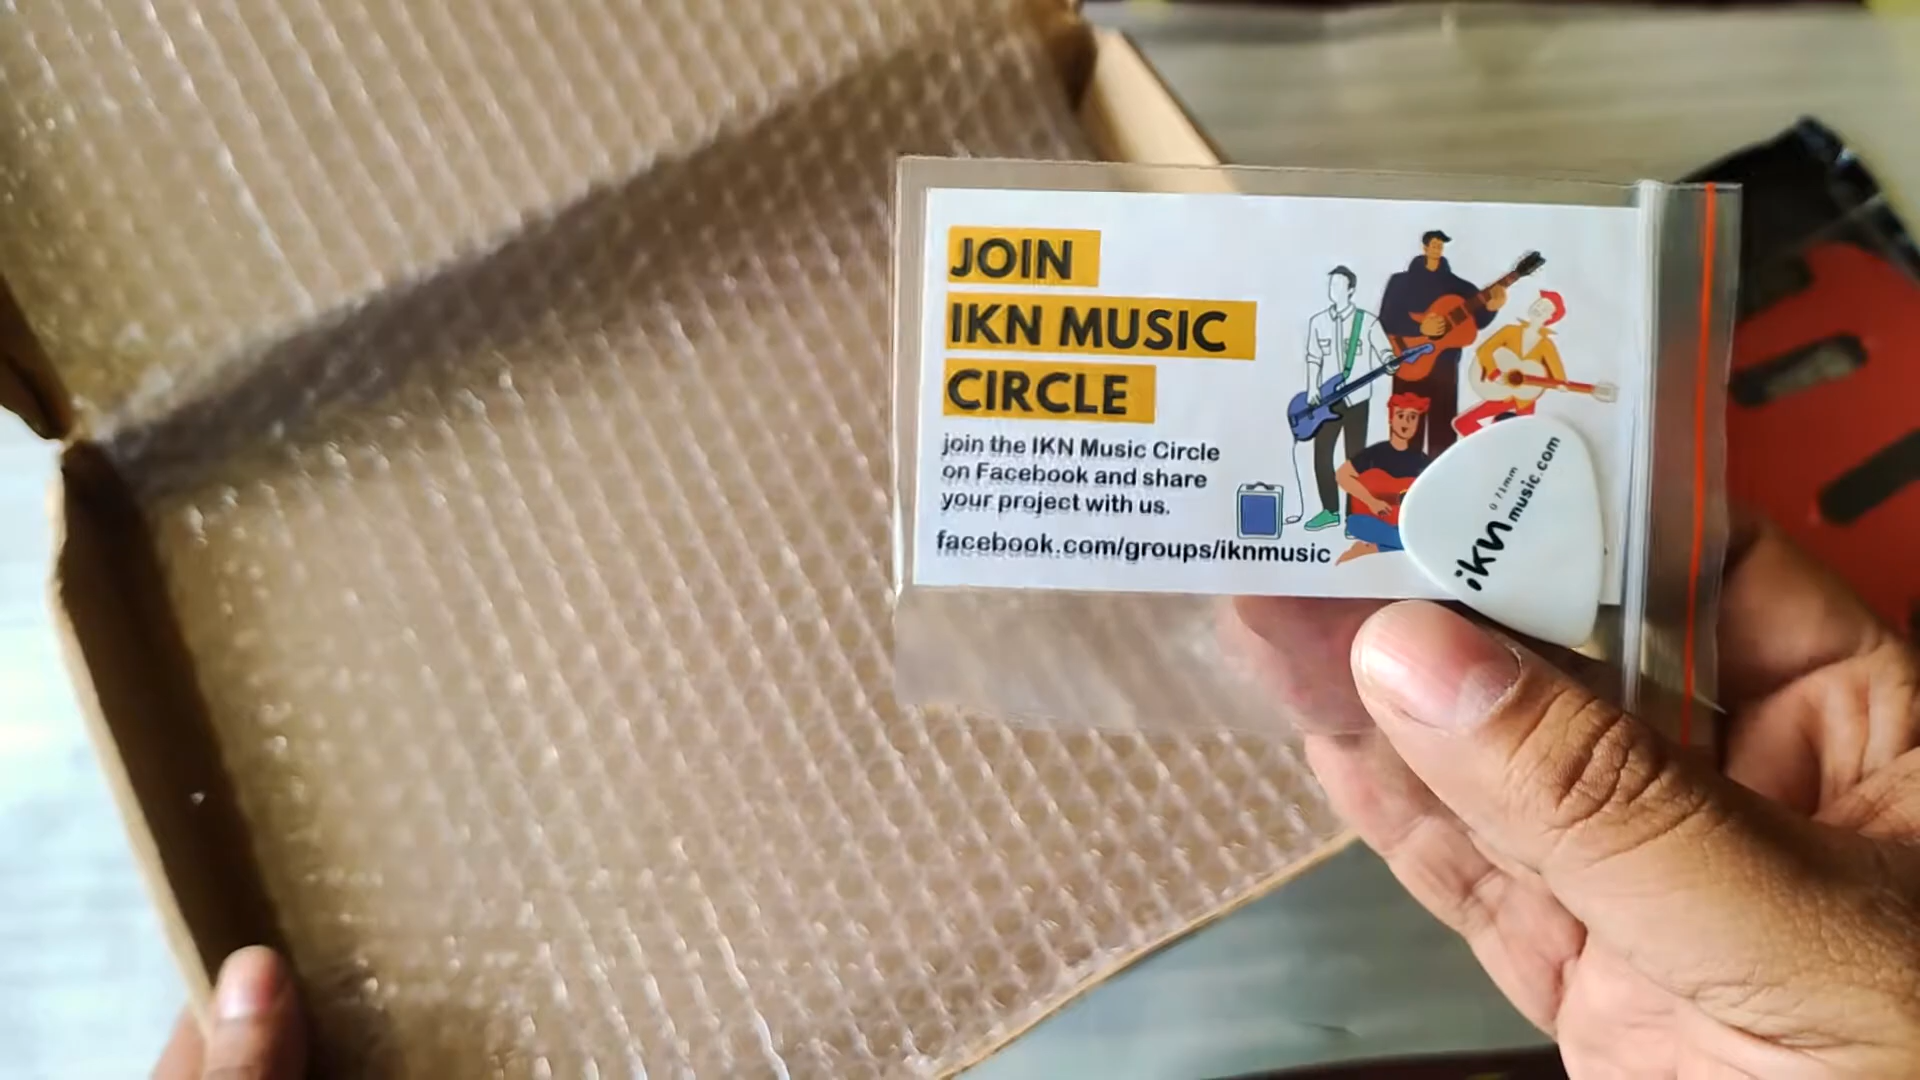 JOIN
IKN MUSIC
CIRCLE
join the IKN Music Circle
on Facebook and share
your project with us.
facebook.com/groups/iknmusic
ikn
0.71mm
music.com